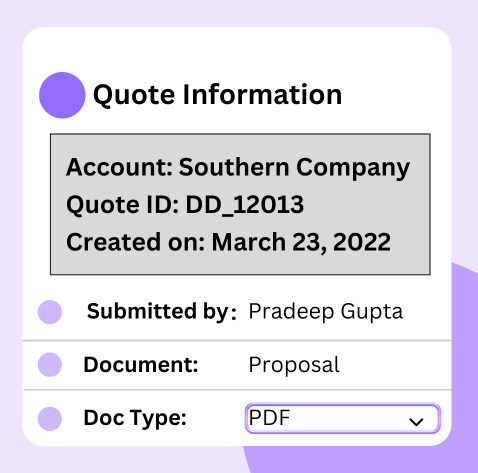 Quote Information
Account: Southern Company
Quote ID: DD_12013
Created on: March 23, 2022
Submitted by: Pradeep Gupta
Document: Proposal
Doc Type: PDF